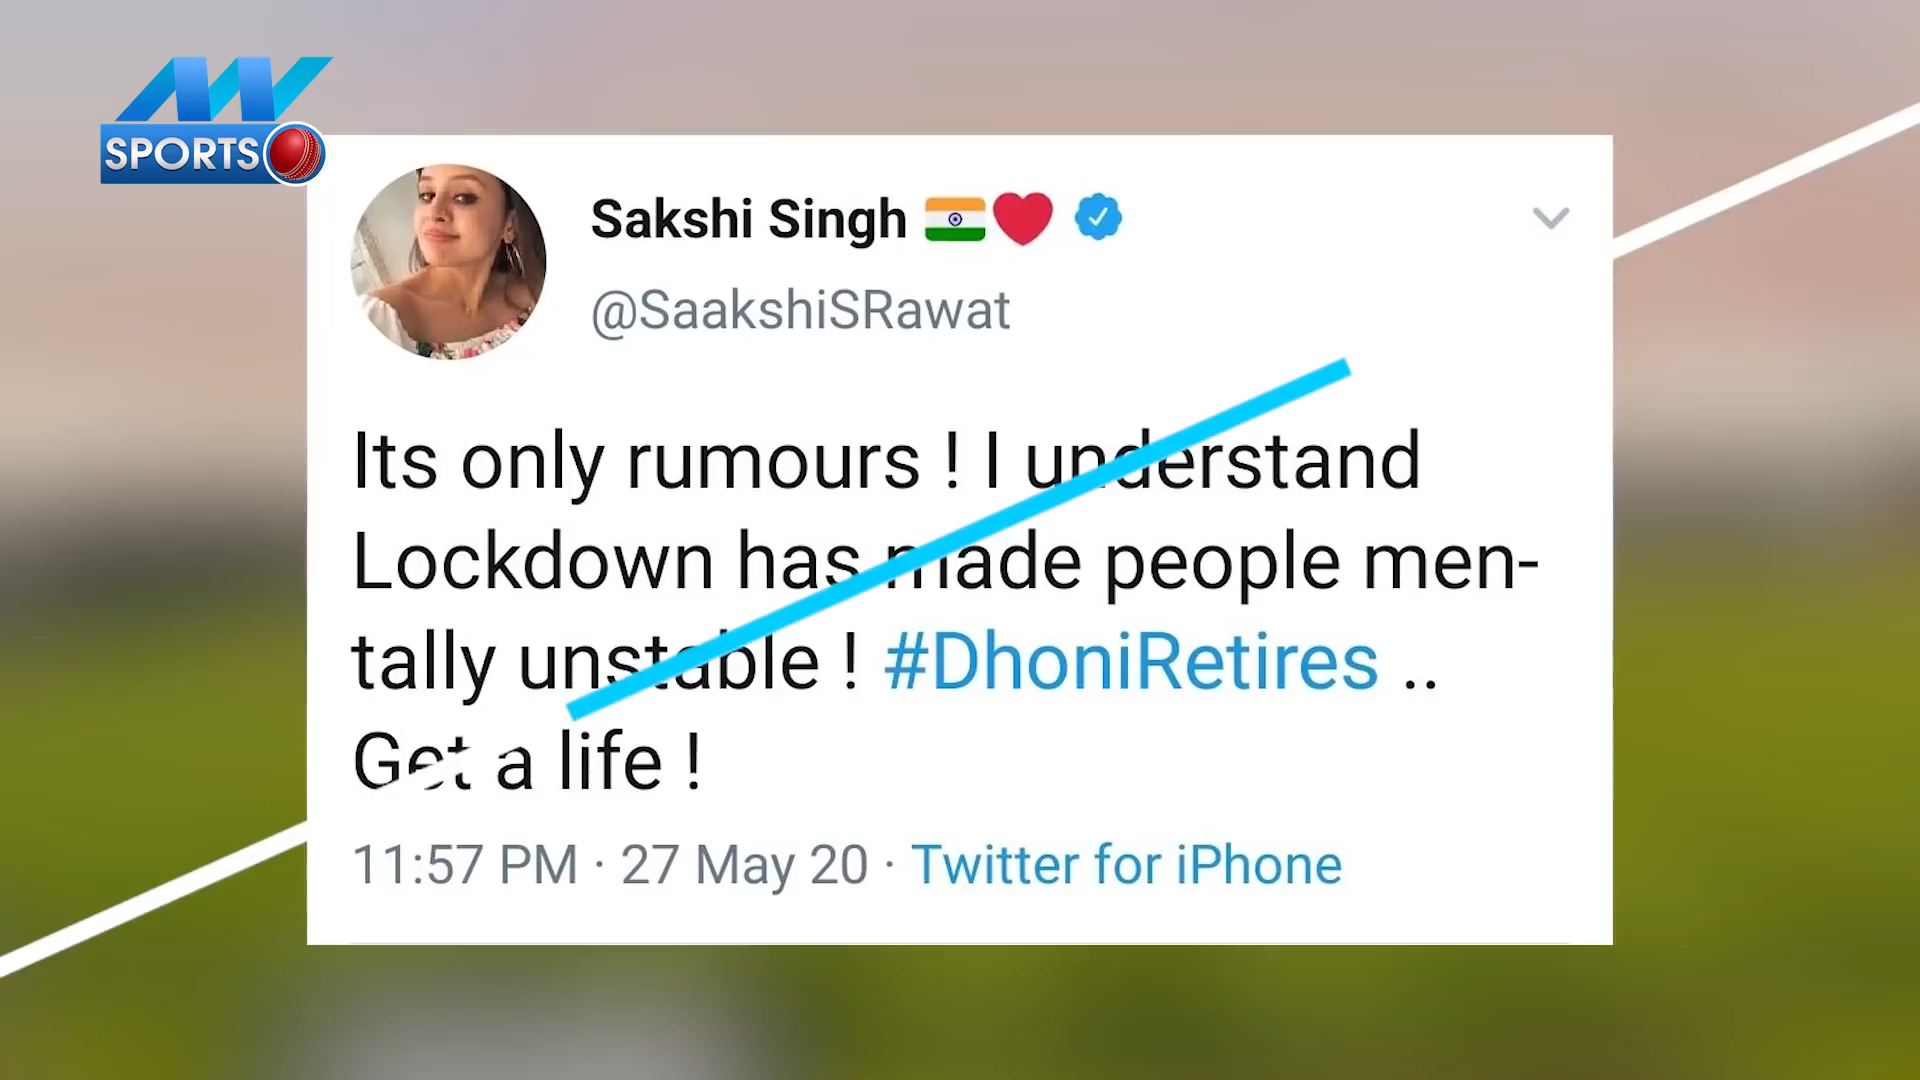 SPORTS
Sakshi Singh 🇮🇳❤️
@SaakshiSRawat
Its only rumours ! I understand
Lockdown has made people men-
tally unstable ! #DhoniRetires ..
Get a life !
11:57 PM · 27 May 20 · Twitter for iPhone